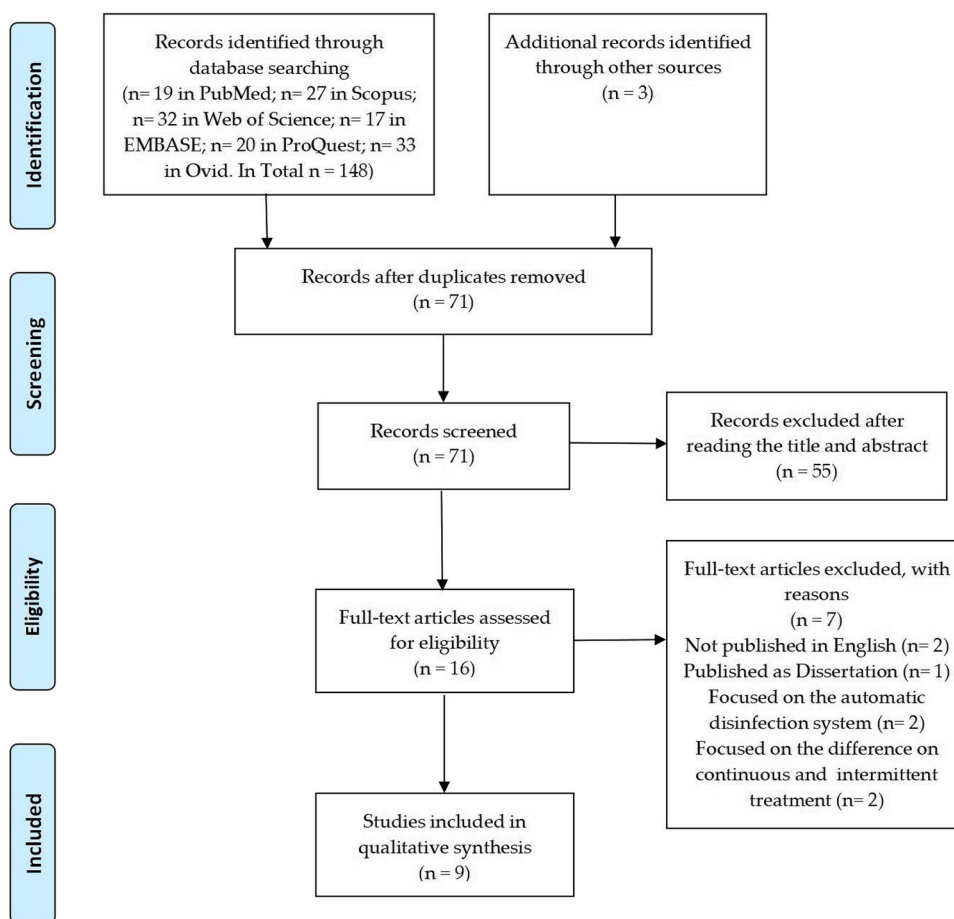 Identification
Records identified through
database searching
(n= 19 in PubMed; n= 27 in Scopus;
n= 32 in Web of Science; n= 17 in
EMBASE; n= 20 in ProQuest; n= 33
in Ovid. In Total n = 148)
Additional records identified
through other sources
(n = 3)
Records after duplicates removed
(n = 71)
Screening
Records screened
(n = 71)
Records excluded after
reading the title and abstract
(n = 55)
Eligibility
Full-text articles assessed
for eligibility
(n = 16)
Full-text articles excluded, with
reasons
(n = 7)
Not published in English (n= 2)
Published as Dissertation (n= 1)
Focused on the automatic
disinfection system (n= 2)
Focused on the difference on
continuous and intermittent
treatment (n= 2)
Included
Studies included in
qualitative synthesis
(n = 9)